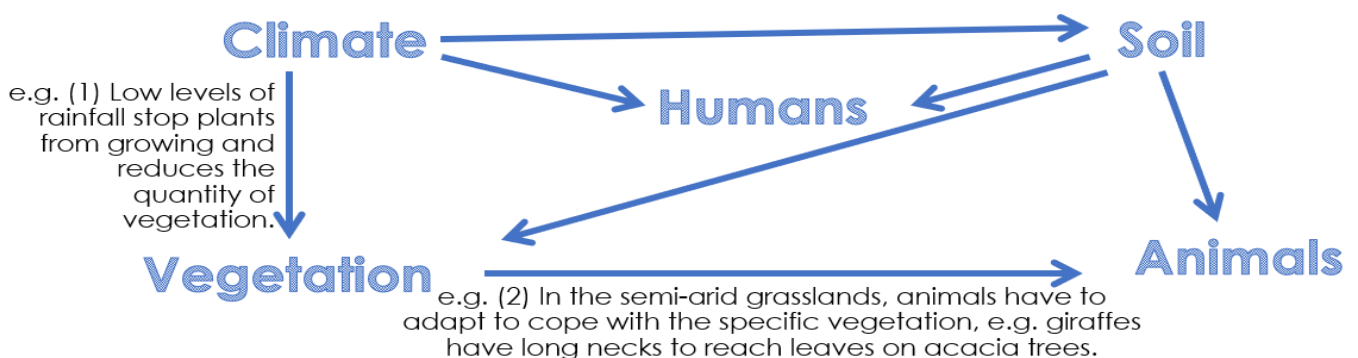 Climate
Soil
e.g. (1) Low levels of
rainfall stop plants
from growing and
reduces the
quantity of
vegetation.
Humans
Vegetation
Animals
e.g. (2) In the semi-arid grasslands, animals have to
adapt to cope with the specific vegetation, e.g. giraffes
have long necks to reach leaves on acacia trees.